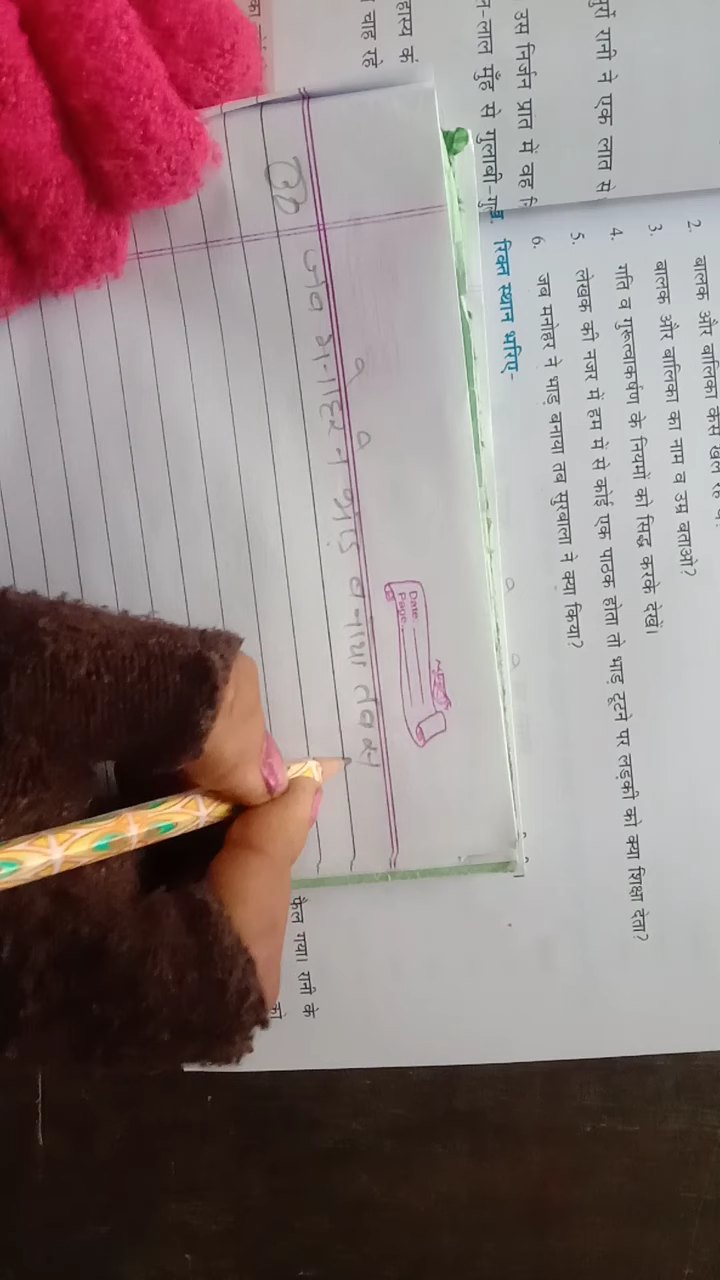 मुर्रा रानी ने एक लात से
उस निर्जन प्रांत में वह
लाल मुँह से गुलाबी-गु
हास्य कं
चाह रहे
2. बालक और बालिका कैसे खेल रहे थे?
3. बालक और बालिका का नाम व उम्र बताओ?
4. गति व गुरुत्वाकर्षण के नियमों को सिद्ध करके देखें।
5. लेखक की नजर में हम में से कोई एक पाठक होता तो भाड़ टूटने पर लड़की को क्या शिक्षा देता?
6. जब मनोहर ने भाड़ बनाया तब सुरबाला ने क्या किया?
रिक्त स्थान भरिए-
Date
Page
जब मनोहर ने भाड़ बनाया तब स
फैल गया। रानी के
को